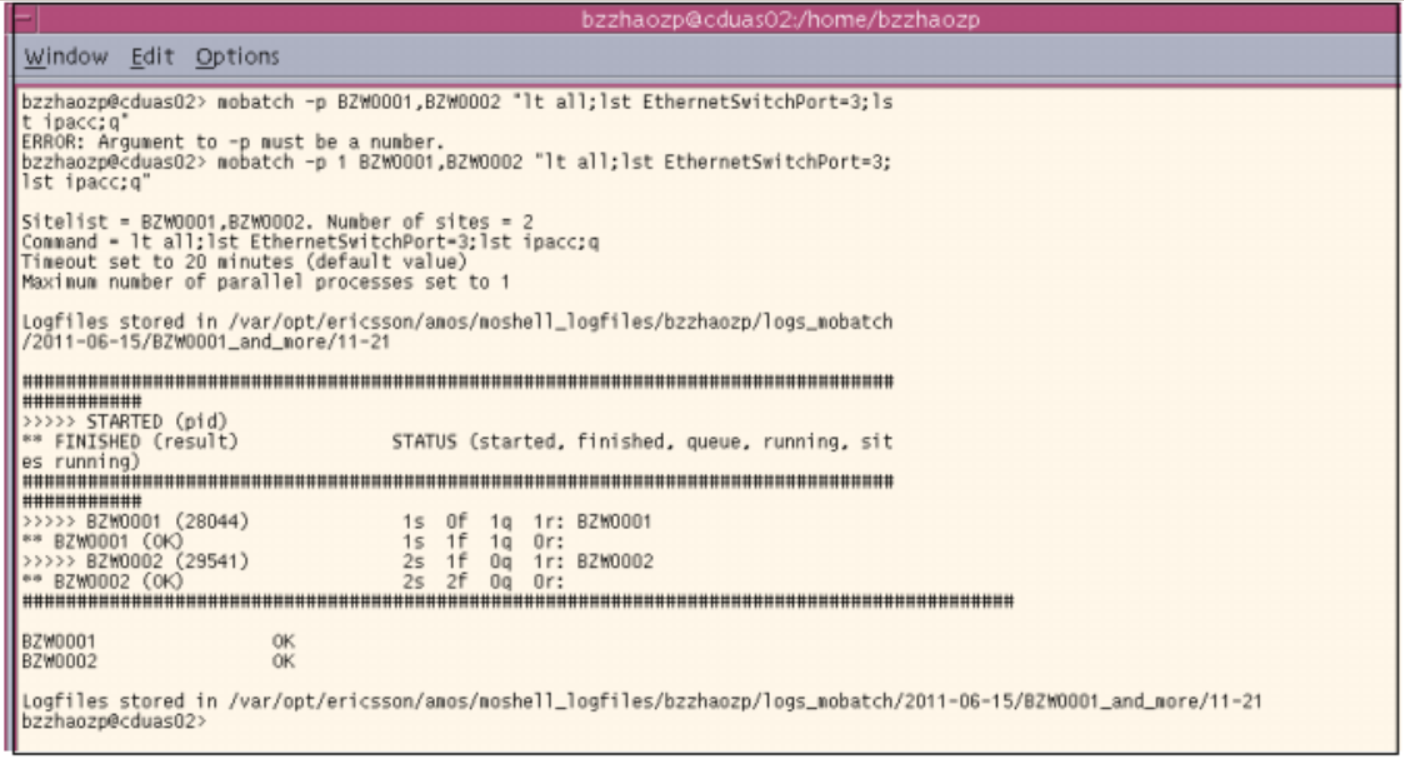 bzzhaozp@cduas02:/home/bzzhaozp
Window Edit Options
bzzhaozp@cduas02> mobatch -p BZW0001,BZW0002 "lt all;lst EthernetSwitchPort=3;ls
t ipacc;q"
ERROR: Argument to -p must be a number.
bzzhaozp@cduas02> mobatch -p 1 BZW0001,BZW0002 "lt all;lst EthernetSwitchPort=3;
lst ipacc;q"
Sitelist = BZW0001,BZW0002. Number of sites = 2
Command = lt all;lst EthernetSwitchPort=3;lst ipacc;q
Timeout set to 20 minutes (default value)
Maximum number of parallel processes set to 1
Logfiles stored in /var/opt/ericsson/amos/moshell_logfiles/bzzhaozp/logs_mobatch
/2011-06-15/BZW0001_and_more/11-21
################################################################################
###########
>>>>> STARTED (pid)
** FINISHED (result)              STATUS (started, finished, queue, running, sit
es running)
################################################################################
###########
>>>>> BZW0001 (28044)              1s  0f  1q  1r: BZW0001
** BZW0001 (OK)                    1s  1f  1q  0r:
>>>>> BZW0002 (29541)              2s  1f  0q  1r: BZW0002
** BZW0002 (OK)                    2s  2f  0q  0r:
###########################################################################################
BZW0001                OK
BZW0002                OK
Logfiles stored in /var/opt/ericsson/amos/moshell_logfiles/bzzhaozp/logs_mobatch/2011-06-15/BZW0001_and_more/11-21
bzzhaozp@cduas02>